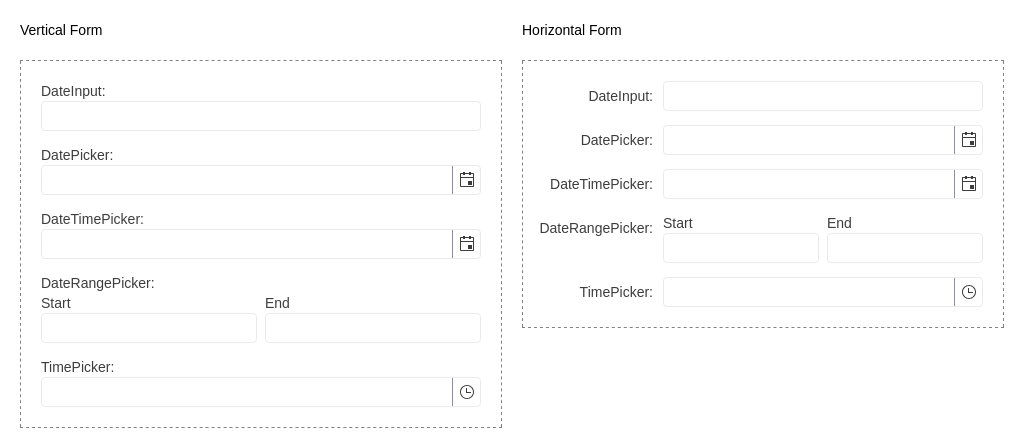 Vertical Form
DateInput:
DatePicker:
DateTimePicker:
DateRangePicker:
Start End
TimePicker:
Horizontal Form
DateInput:
DatePicker:
DateTimePicker:
DateRangePicker: Start End
TimePicker: